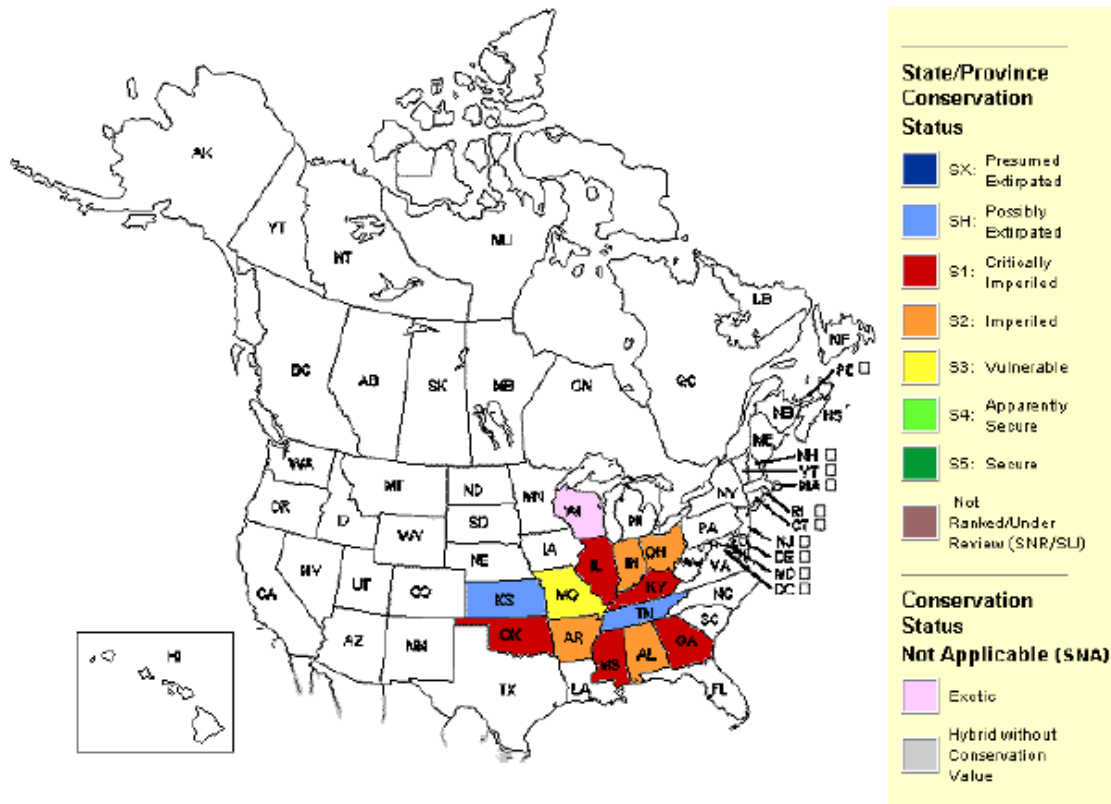 AK
YT
NT
NU
LB
NF
BC
AB
SK
MB
ON
QC
PE
NB
NS
ME
NH
VT
MA
WA
MT
ND
MN
WI
MI
NY
RI
CT
OR
ID
SD
PA
NJ
WY
IA
DE
NE
IL
IN
OH
VA
MD
DC
NV
UT
CO
KS
MO
KY
NC
CA
TN
SC
AZ
NM
OK
AR
MS
AL
GA
HI
TX
LA
FL
State/Province
Conservation
Status
SX: Presumed
Extirpated
SH: Possibly
Extirpated
S1: Critically
Imperiled
S2: Imperiled
S3: Vulnerable
S4: Apparently
Secure
S5: Secure
Not
Ranked/Under
Review (SNR/SU)
Conservation
Status
Not Applicable (SNA)
Exotic
Hybrid without
Conservation
Value